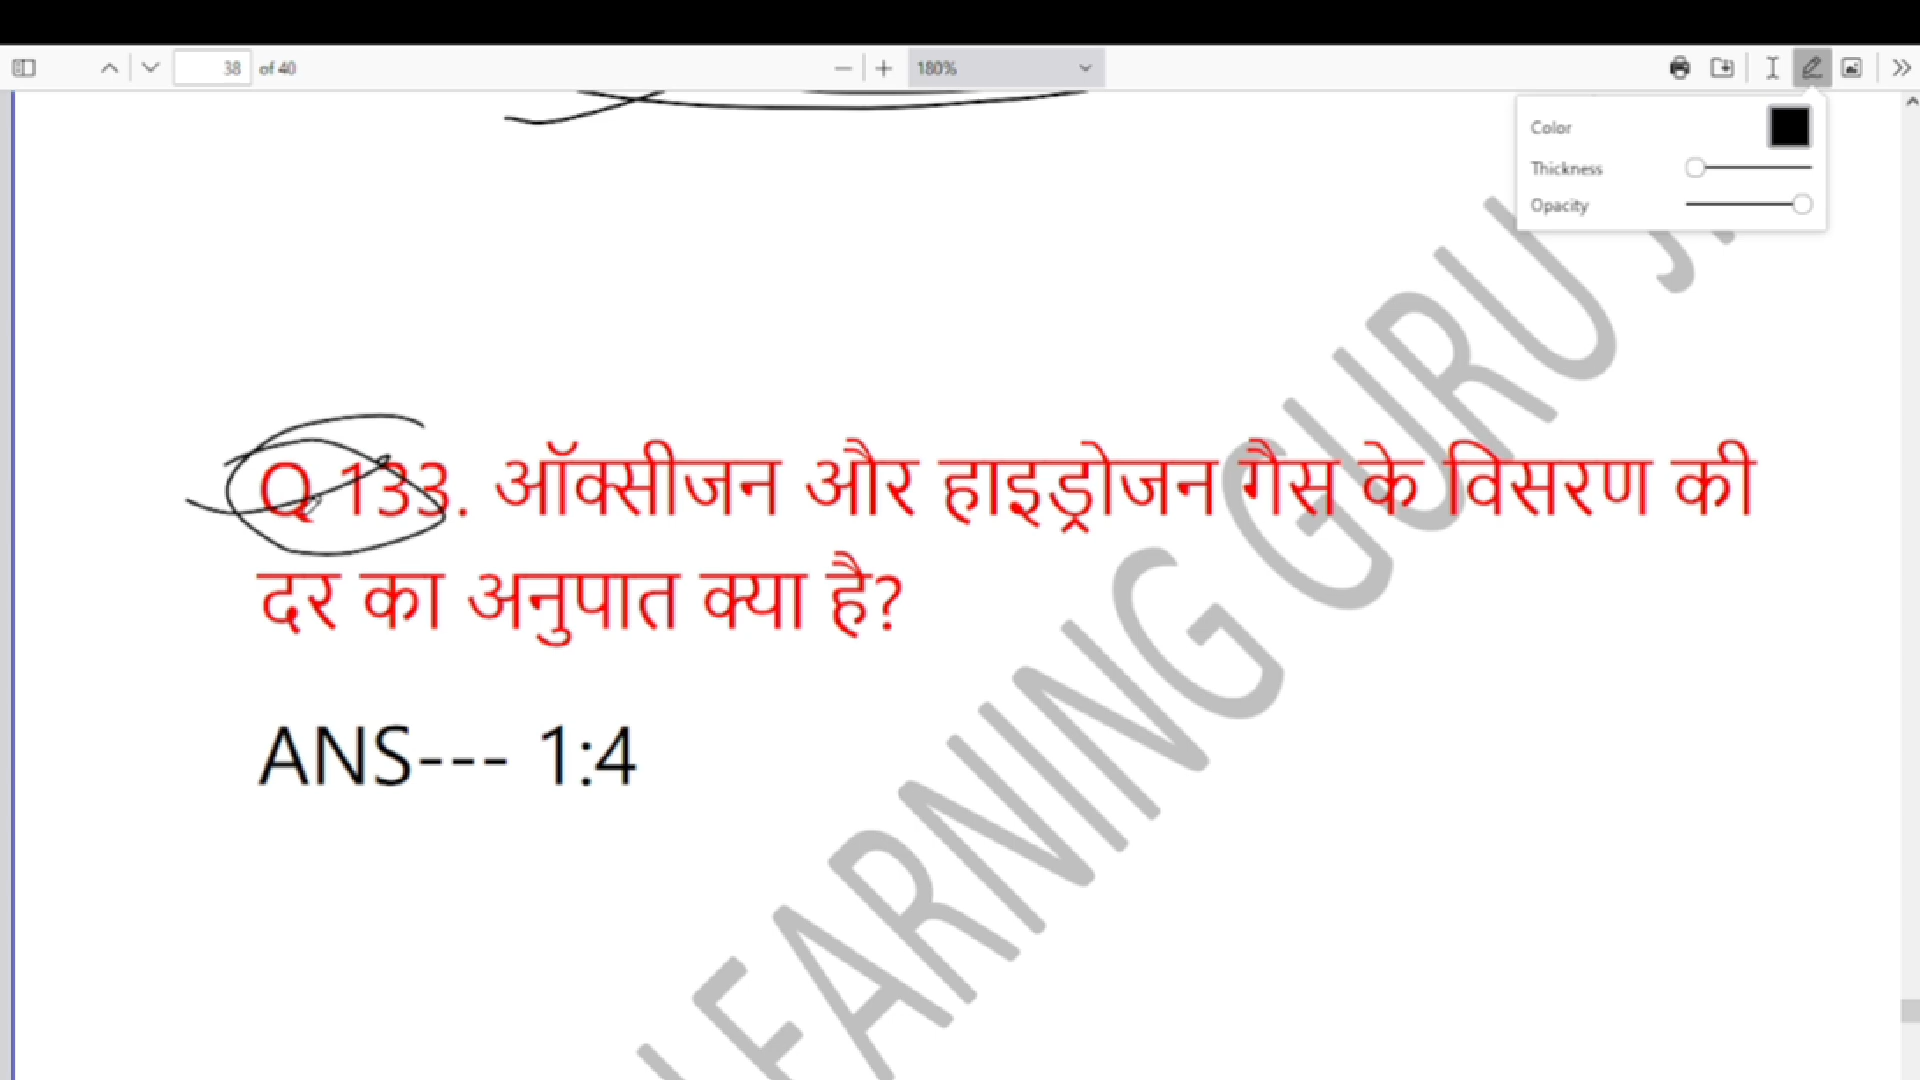 38 of 40
180%
Color
Thickness
Opacity
Q 133. ऑक्सीजन और हाइड्रोजन गैस के विसरण की
दर का अनुपात क्या है?
ANS--- 1:4
LEARNING GURU